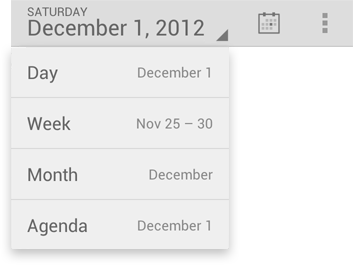 SATURDAY
December 1, 2012
Day December 1
Week Nov 25 – 30
Month December
Agenda December 1